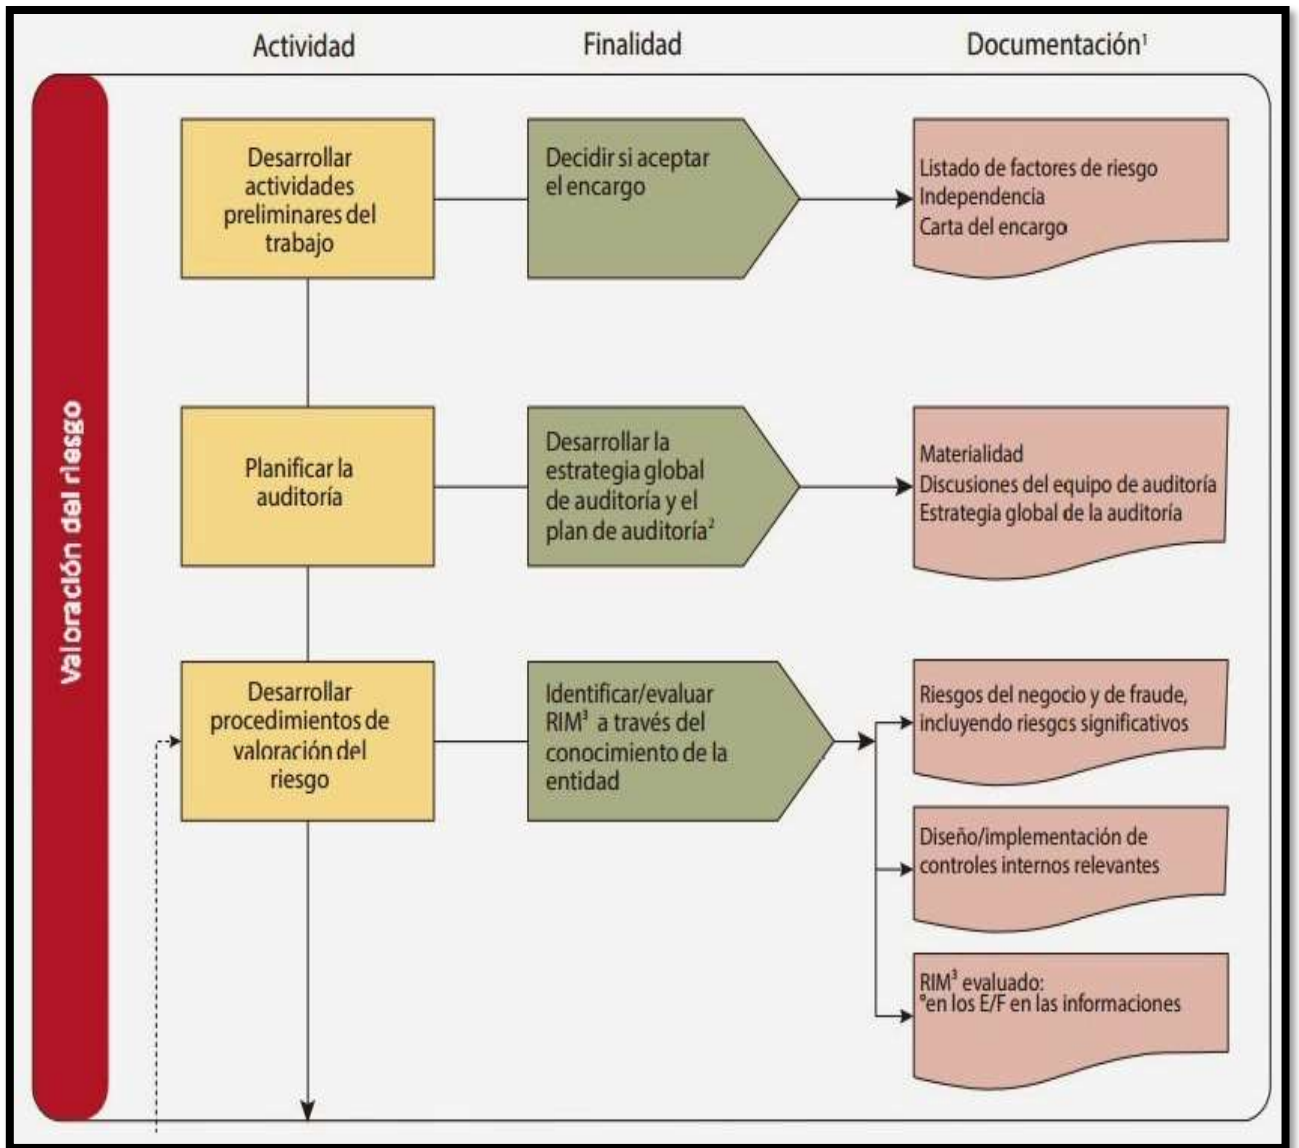 Actividad
Finalidad
Documentación¹
Valoración del riesgo
Desarrollar
actividades
preliminares del
trabajo
Decidir si aceptar
el encargo
Listado de factores de riesgo
Independencia
Carta del encargo
Planificar la
auditoría
Desarrollar la
estrategia global
de auditoría y el
plan de auditoría²
Materialidad
Discusiones del equipo de auditoría
Estrategia global de la auditoría
Desarrollar
procedimientos de
valoración del
riesgo
Identificar/evaluar
RIM³ a través del
conocimiento de la
entidad
Riesgos del negocio y de fraude,
incluyendo riesgos significativos
Diseño/implementación de
controles internos relevantes
RIM³ evaluado:
°en los E/F en las informaciones